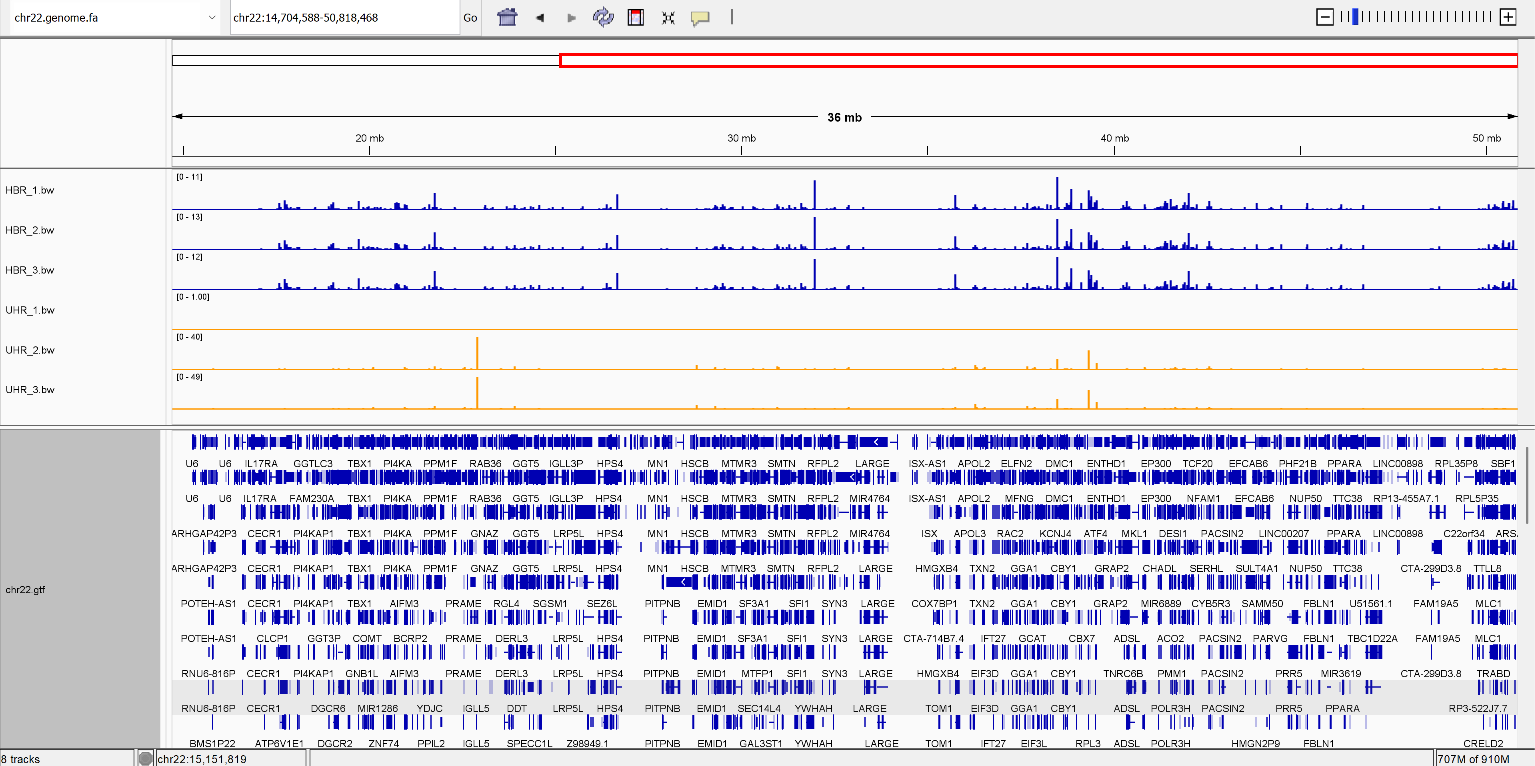 chr22.genome.fa chr22:14,704,588-50,818,468 Go
36 mb
20 mb 30 mb 40 mb 50 mb
[0 - 11]
HBR_1.bw
[0 - 13]
HBR_2.bw
[0 - 12]
HBR_3.bw
[0 - 1.00]
UHR_1.bw
[0 - 40]
UHR_2.bw
[0 - 49]
UHR_3.bw
U6 U6 IL17RA GGTLC3 TBX1 PI4KA PPM1F RAB36 GGT5 IGLL3P HPS4 MN1 HSCB MTMR3 SMTN RFPL2 LARGE ISX-AS1 APOL2 ELFN2 DMC1 ENTHD1 EP300 TCF20 EFCAB6 PHF21B PPARA LINC00898 RPL35P8 SBF1
U6 U6 IL17RA FAM230A TBX1 PI4KA PPM1F RAB36 GGT5 IGLL3P HPS4 MN1 HSCB MTMR3 SMTN RFPL2 MIR4764 ISX-AS1 APOL2 MFNG DMC1 ENTHD1 EP300 NFAM1 EFCAB6 NUP50 TTC38 RP13-455A7.1 RPL5P35
ARHGAP42P3 CECR1 PI4KAP1 TBX1 PI4KA PPM1F GNAZ GGT5 LRP5L HPS4 MN1 HSCB MTMR3 SMTN RFPL2 MIR4764 ISX APOL3 RAC2 KCNJ4 ATF4 MKL1 DESI1 PACSIN2 LINC00207 PPARA LINC00898 C22orf34 ARS
ARHGAP42P3 CECR1 PI4KAP1 TBX1 PI4KA PPM1F GNAZ GGT5 LRP5L HPS4 MN1 HSCB MTMR3 SMTN RFPL2 LARGE HMGXB4 TXN2 GGA1 CBY1 GRAP2 CHADL SERHL SULT4A1 NUP50 TTC38 CTA-299D3.8 TTLL8
chr22.gtf
POTEH-AS1 CECR1 PI4KAP1 TBX1 AIFM3 PRAME RGL4 SGSM1 SEZ6L PITPNB EMID1 SF3A1 SFI1 SYN3 LARGE COX7BP1 TXN2 GGA1 CBY1 GRAP2 MIR6889 CYB5R3 SAMM50 FBLN1 U51561.1 FAM19A5 MLC1
POTEH-AS1 CLCP1 GGT3P COMT BCRP2 PRAME DERL3 LRP5L HPS4 PITPNB EMID1 SF3A1 SFI1 SYN3 LARGE CTA-714B7.4 IFT27 GCAT CBX7 ADSL ACO2 PACSIN2 PARVG FBLN1 TBC1D22A FAM19A5 MLC1
RNU6-816P CECR1 PI4KAP1 GNB1L AIFM3 PRAME DERL3 LRP5L HPS4 PITPNB EMID1 MTFP1 SFI1 SYN3 LARGE HMGXB4 EIF3D GGA1 CBY1 TNRC6B PMM1 PACSIN2 PRR5 MIR3619 CTA-299D3.8 TRABD
RNU6-816P CECR1 DGCR6 MIR1286 YDJC IGLL5 DDT LRP5L HPS4 PITPNB EMID1 SEC14L4 YWHAH LARGE TOM1 EIF3D GGA1 CBY1 ADSL POLR3H PACSIN2 PRR5 PPARA RP3-522J7.7
BMS1P22 ATP6V1E1 DGCR2 ZNF74 PPIL2 IGLL5 SPECC1L Z98949.1 PITPNB EMID1 GAL3ST1 YWHAH LARGE TOM1 IFT27 EIF3L RPL3 ADSL POLR3H HMGN2P9 FBLN1 CRELD2
8 tracks chr22:15,151,819 707M of 910M